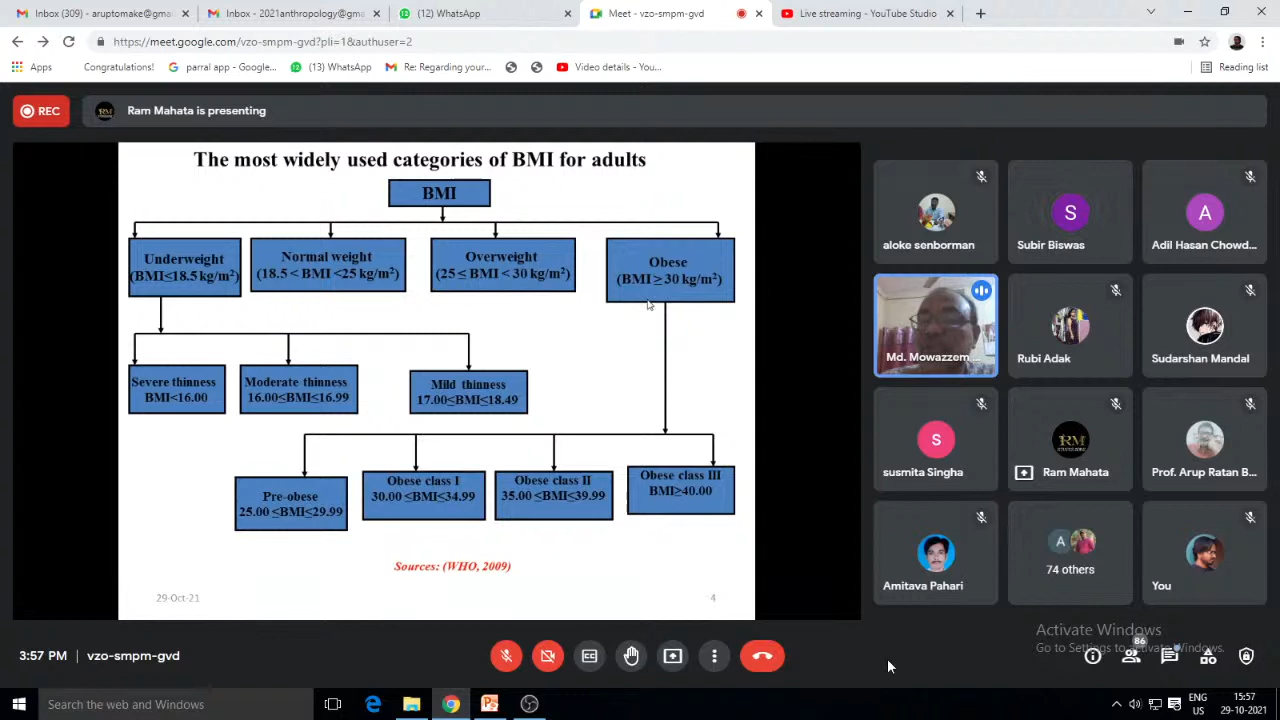 Inbox (309) - aruptomake@gmai
Inbox - 2021anthropology@gmai
(12) WhatsApp
Meet - vzo-smpm-gvd
Live streaming - YouTube Studio
https://meet.google.com/vzo-smpm-gvd?pli=1&authuser=2
Apps
Congratulations!
parral app - Google...
(13) WhatsApp
Re: Regarding your...
Video details - You...
Reading list
REC
Ram Mahata is presenting
The most widely used categories of BMI for adults
BMI
Underweight
(BMI≤18.5 kg/m²)
Normal weight
(18.5 < BMI <25 kg/m²)
Overweight
(25 ≤ BMI < 30 kg/m²)
Obese
(BMI ≥ 30 kg/m²)
Severe thinness
BMI<16.00
Moderate thinness
16.00≤BMI≤16.99
Mild thinness
17.00≤BMI≤18.49
Pre-obese
25.00 ≤BMI≤29.99
Obese class I
30.00 ≤BMI≤34.99
Obese class II
35.00 ≤BMI≤39.99
Obese class III
BMI≥40.00
Sources: (WHO, 2009)
29-Oct-21
4
aloke senborman
S
Subir Biswas
A
Adil Hasan Chowd...
Md. Mowazzem ...
Rubi Adak
Sudarshan Mandal
S
susmita Singha
RM
Ram Mahata
Prof. Arup Ratan B...
Amitava Pahari
A
74 others
You
Activate Windows
Go to Settings to activate Windows.
3:57 PM | vzo-smpm-gvd
86
Search the web and Windows
ENG
US
15:57
29-10-2021